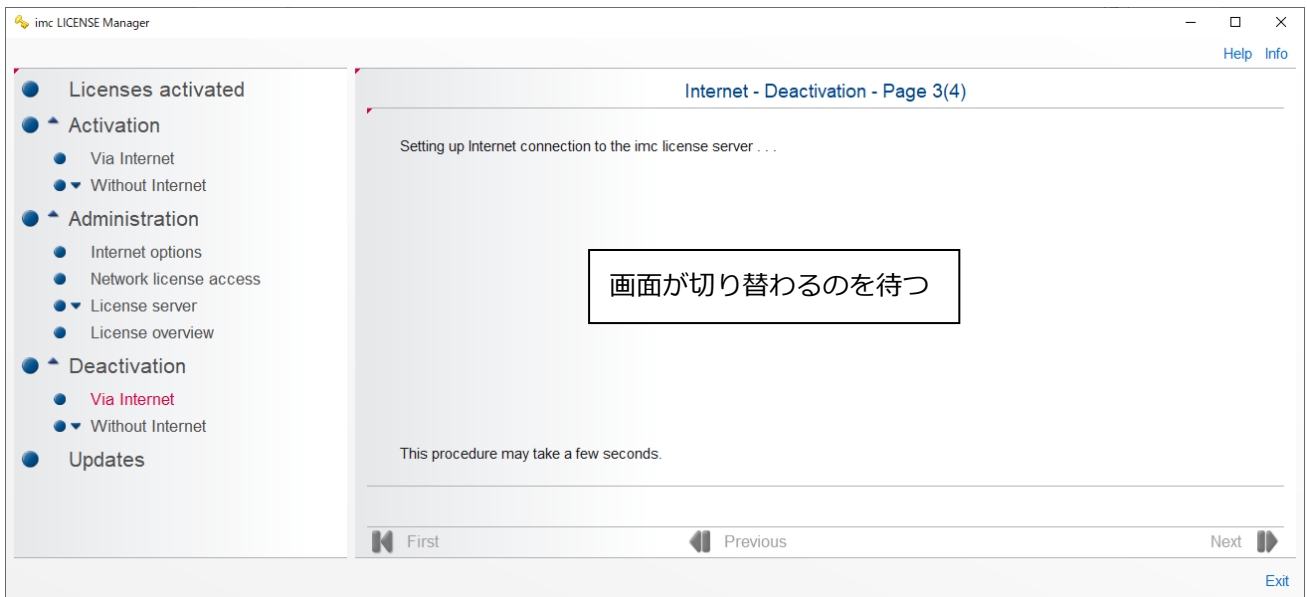 imc LICENSE Manager
Help Info
Licenses activated
Activation
Via Internet
Without Internet
Administration
Internet options
Network license access
License server
License overview
Deactivation
Via Internet
Without Internet
Updates
Internet - Deactivation - Page 3(4)
Setting up Internet connection to the imc license server . . .
画面が切り替わるのを待つ
This procedure may take a few seconds.
First Previous Next
Exit